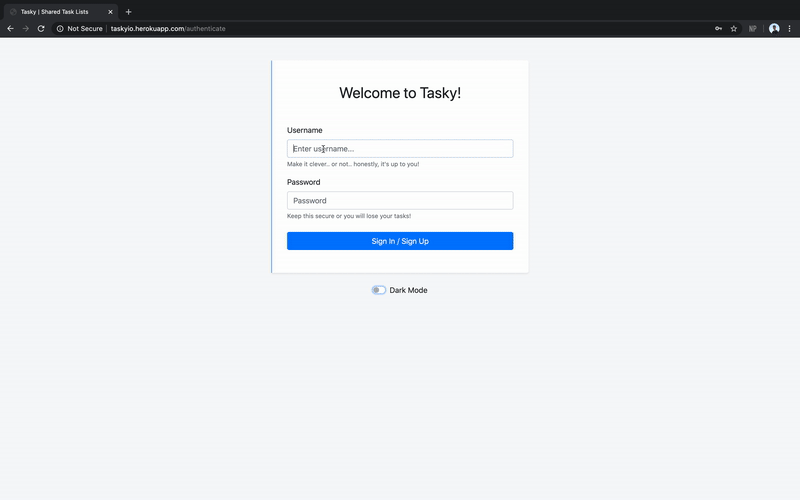 Tasky | Shared Task Lists
Not Secure | taskyio.herokuapp.com/authenticate
Welcome to Tasky!
Username
Enter username...
Make it clever.. or not.. honestly, it's up to you!
Password
Password
Keep this secure or you will lose your tasks!
Sign In / Sign Up
Dark Mode